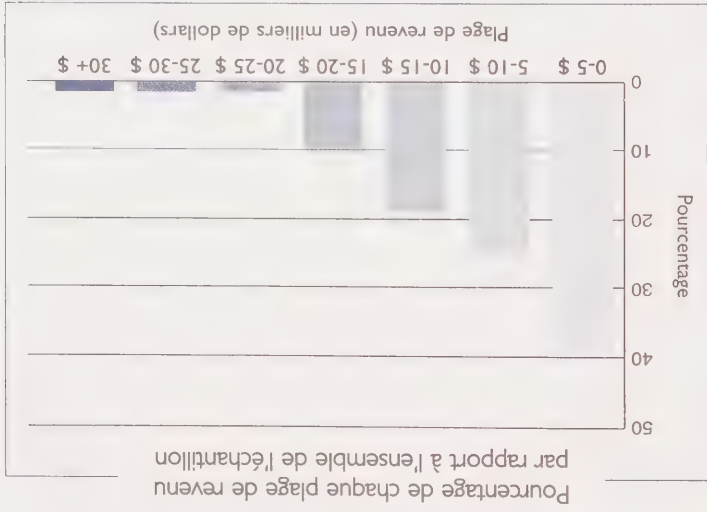 Pourcentage de chaque plage de revenu
par rapport à l'ensemble de l'échantillon
Pourcentage
50
40
30
20
10
0
0-5 $ 5-10 $ 10-15 $ 15-20 $ 20-25 $ 25-30 $ 30+ $
Plage de revenu (en milliers de dollars)